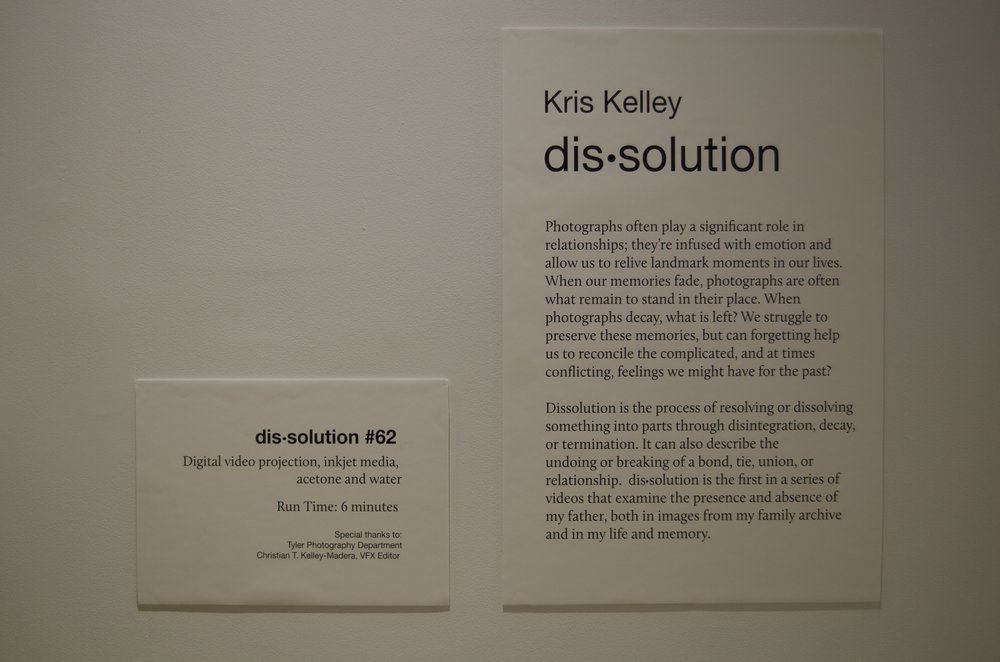 Kris Kelley
dis•solution
Photographs often play a significant role in
relationships; they're infused with emotion and
allow us to relive landmark moments in our lives.
When our memories fade, photographs are often
what remain to stand in their place. When
photographs decay, what is left? We struggle to
preserve these memories, but can forgetting help
us to reconcile the complicated, and at times
conflicting, feelings we might have for the past?
Dissolution is the process of resolving or dissolving
something into parts through disintegration, decay,
or termination. It can also describe the
undoing or breaking of a bond, tie, union, or
relationship. dis•solution is the first in a series of
videos that examine the presence and absence of
my father, both in images from my family archive
and in my life and memory.
dis•solution #62
Digital video projection, inkjet media,
acetone and water
Run Time: 6 minutes
Special thanks to:
Tyler Photography Department
Christian T. Kelley-Madera, VFX Editor